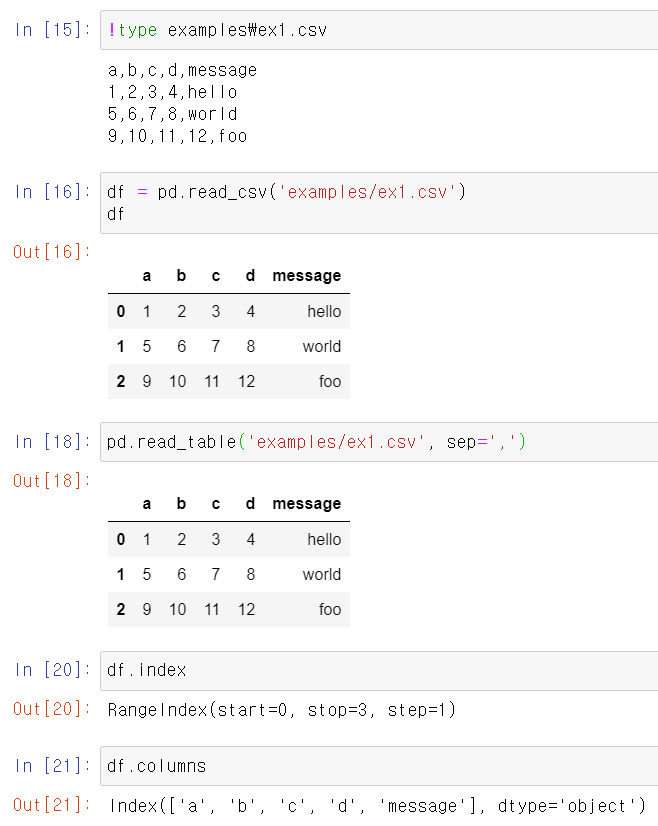 In [15]: !type examples₩ex1.csv
a,b,c,d,message
1,2,3,4,hello
5,6,7,8,world
9,10,11,12,foo
In [16]: df = pd.read_csv('examples/ex1.csv')
df
Out[16]:
a b c d message
0 1 2 3 4 hello
1 5 6 7 8 world
2 9 10 11 12 foo
In [18]: pd.read_table('examples/ex1.csv', sep=',')
Out[18]:
a b c d message
0 1 2 3 4 hello
1 5 6 7 8 world
2 9 10 11 12 foo
In [20]: df.index
Out[20]: RangeIndex(start=0, stop=3, step=1)
In [21]: df.columns
Out[21]: Index(['a', 'b', 'c', 'd', 'message'], dtype='object')